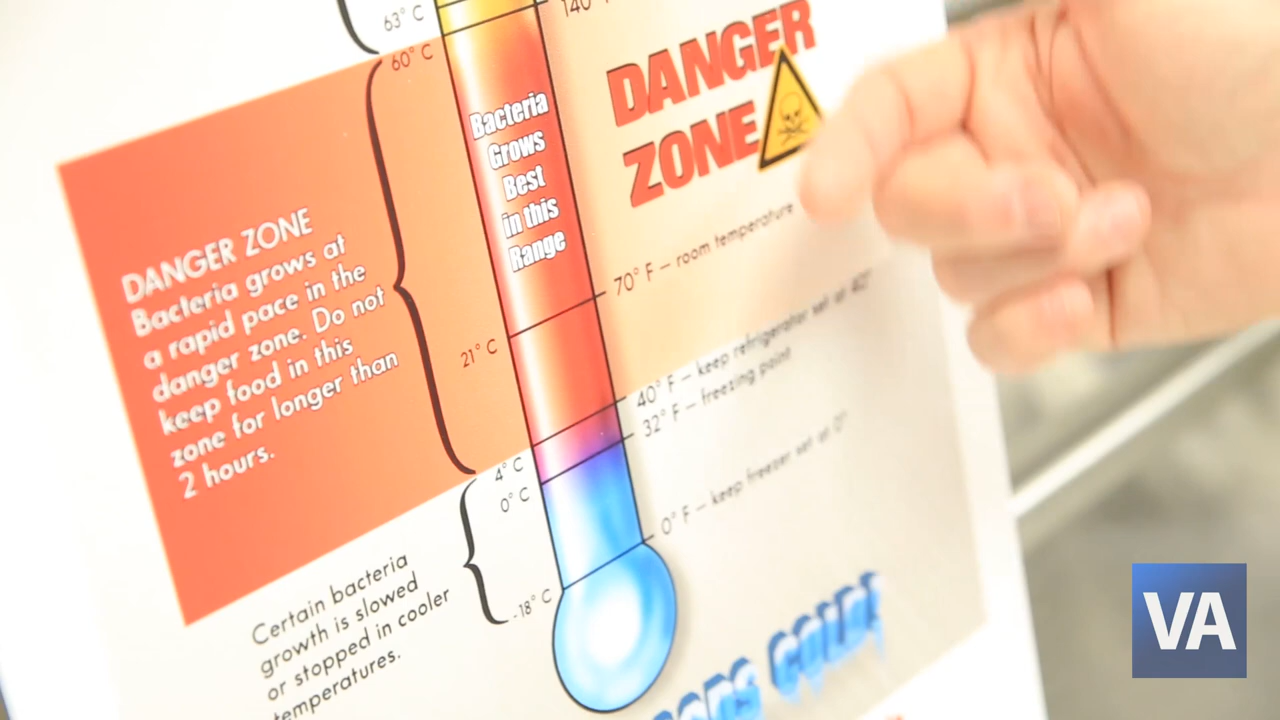 63° C
140°
60° C
DANGER
ZONE
Bacteria
Grows
Best
in this
Range
DANGER ZONE
Bacteria grows at
a rapid pace in the
danger zone. Do not
keep food in this
zone for longer than
2 hours.
70° F – room temperature
21° C
40° F – keep refrigerator set at 40°
32° F – freezing point
4° C
0° C
0° F – keep freezer set at 0°
-18° C
Certain bacteria
growth is slowed
or stopped in cooler
temperatures.
COLD!
VA